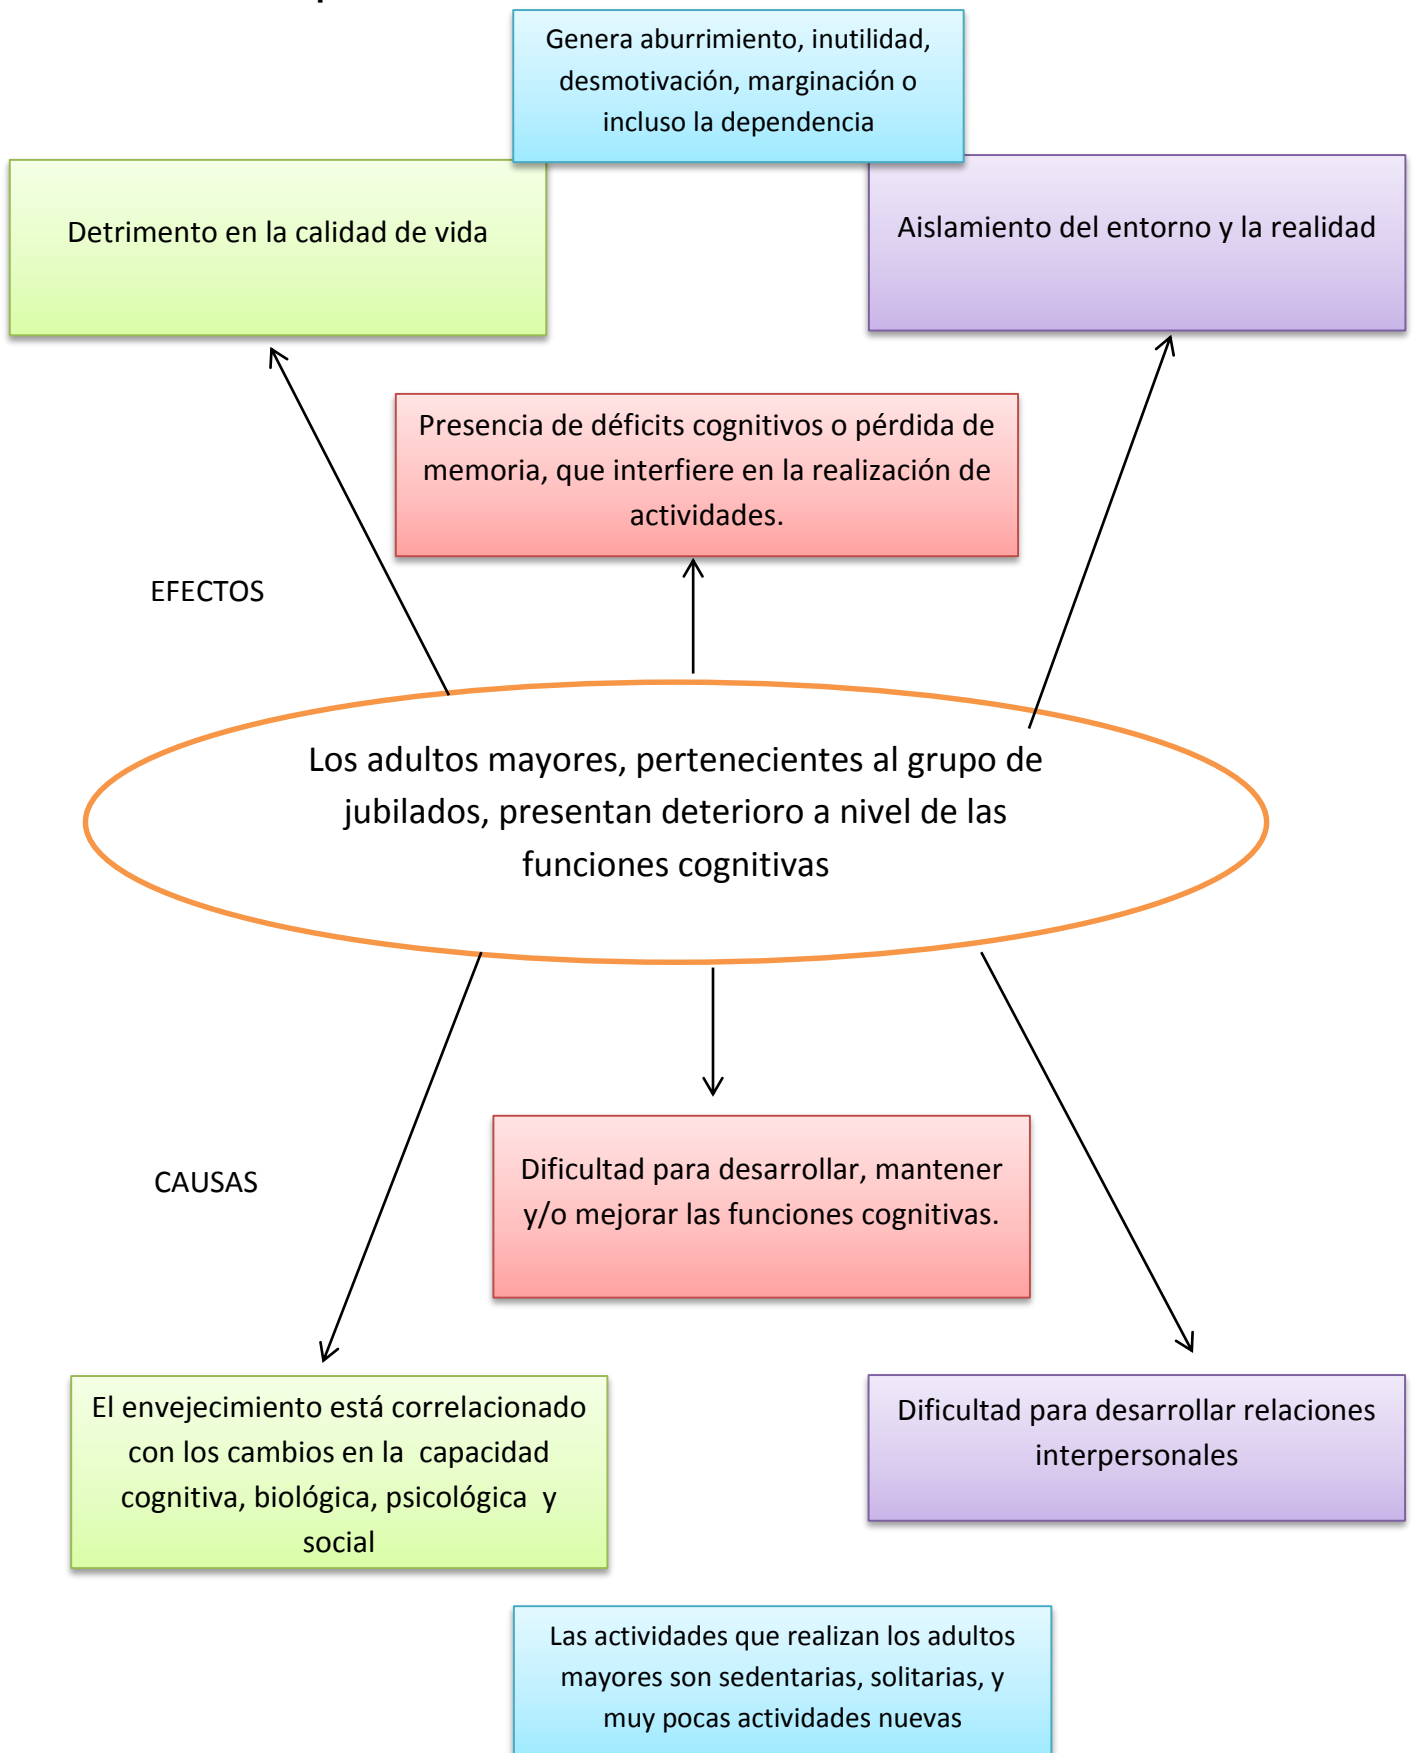 Genera aburrimiento, inutilidad,
desmotivación, marginación o
incluso la dependencia
Detrimento en la calidad de vida
Aislamiento del entorno y la realidad
Presencia de déficits cognitivos o pérdida de
memoria, que interfiere en la realización de
actividades.
EFECTOS
Los adultos mayores, pertenecientes al grupo de
jubilados, presentan deterioro a nivel de las
funciones cognitivas
CAUSAS
Dificultad para desarrollar, mantener
y/o mejorar las funciones cognitivas.
El envejecimiento está correlacionado
con los cambios en la  capacidad
cognitiva, biológica, psicológica  y
social
Dificultad para desarrollar relaciones
interpersonales
Las actividades que realizan los adultos
mayores son sedentarias, solitarias, y
muy pocas actividades nuevas